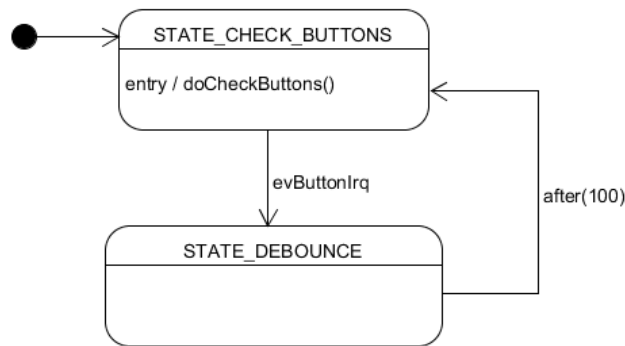 STATE_CHECK_BUTTONS
entry / doCheckButtons()
evButtonIrq
after(100)
STATE_DEBOUNCE